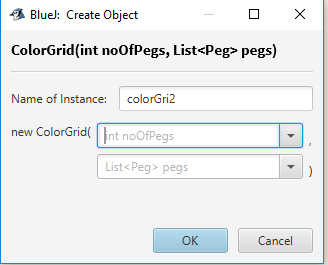 BlueJ: Create Object
ColorGrid(int noOfPegs, List<Peg> pegs)
Name of Instance: colorGri2
new ColorGrid( int noOfPegs ,
List<Peg> pegs )
OK Cancel